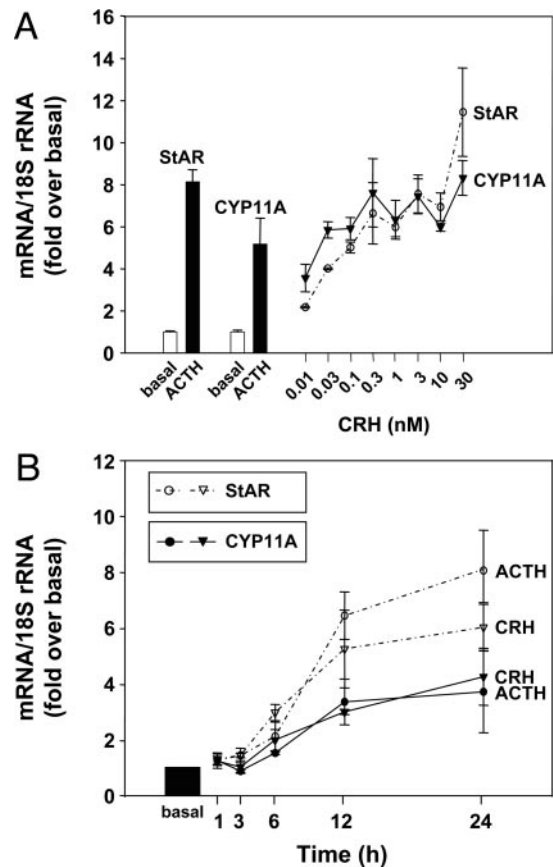 A
mRNA/18S rRNA
(fold over basal)
16
14
12
10
8
6
4
2
0
StAR
CYP11A
StAR
CYP11A
basal
ACTH
basal
ACTH
0.01
0.03
0.1
0.3
1
3
10
30
CRH (nM)
B
mRNA/18S rRNA
(fold over basal)
12
10
8
6
4
2
0
StAR
CYP11A
ACTH
CRH
CRH
ACTH
basal
1
3
6
12
24
Time (h)